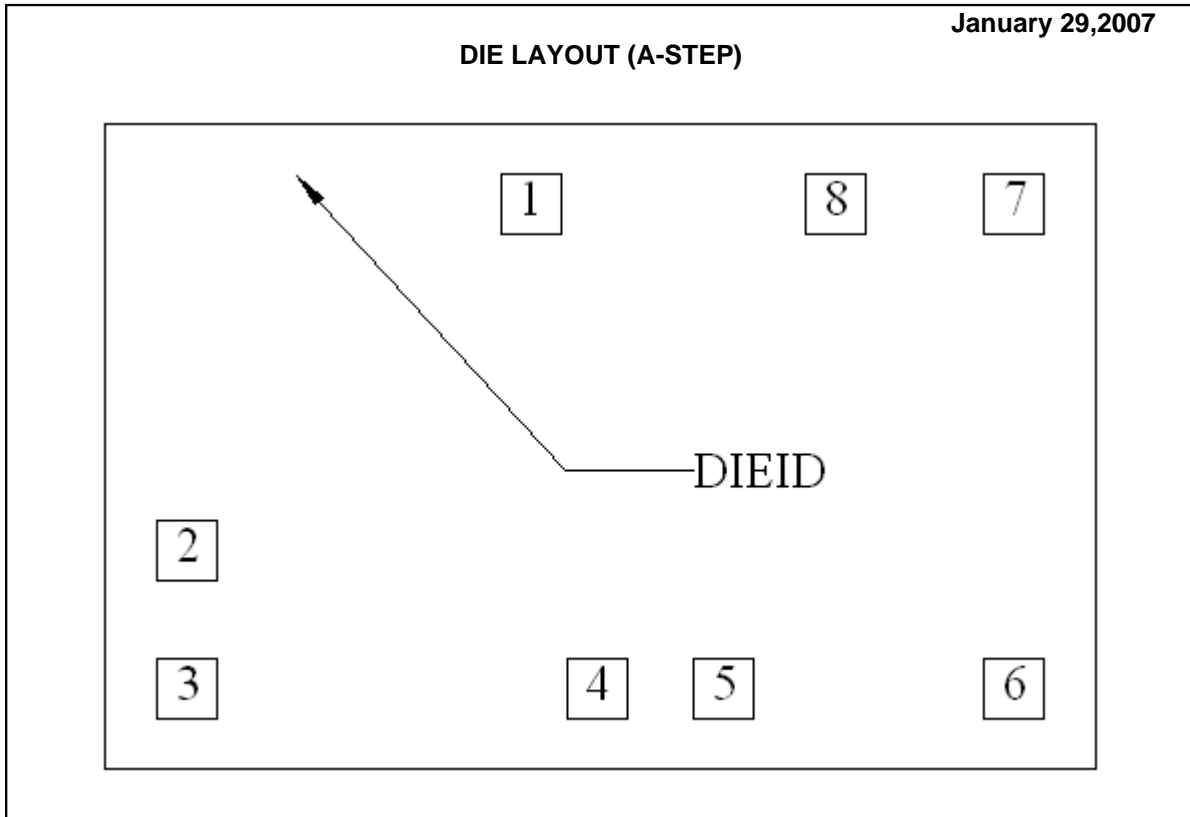 January 29,2007
DIE LAYOUT (A-STEP)
1 8 7
DIEID
2
3 4 5 6